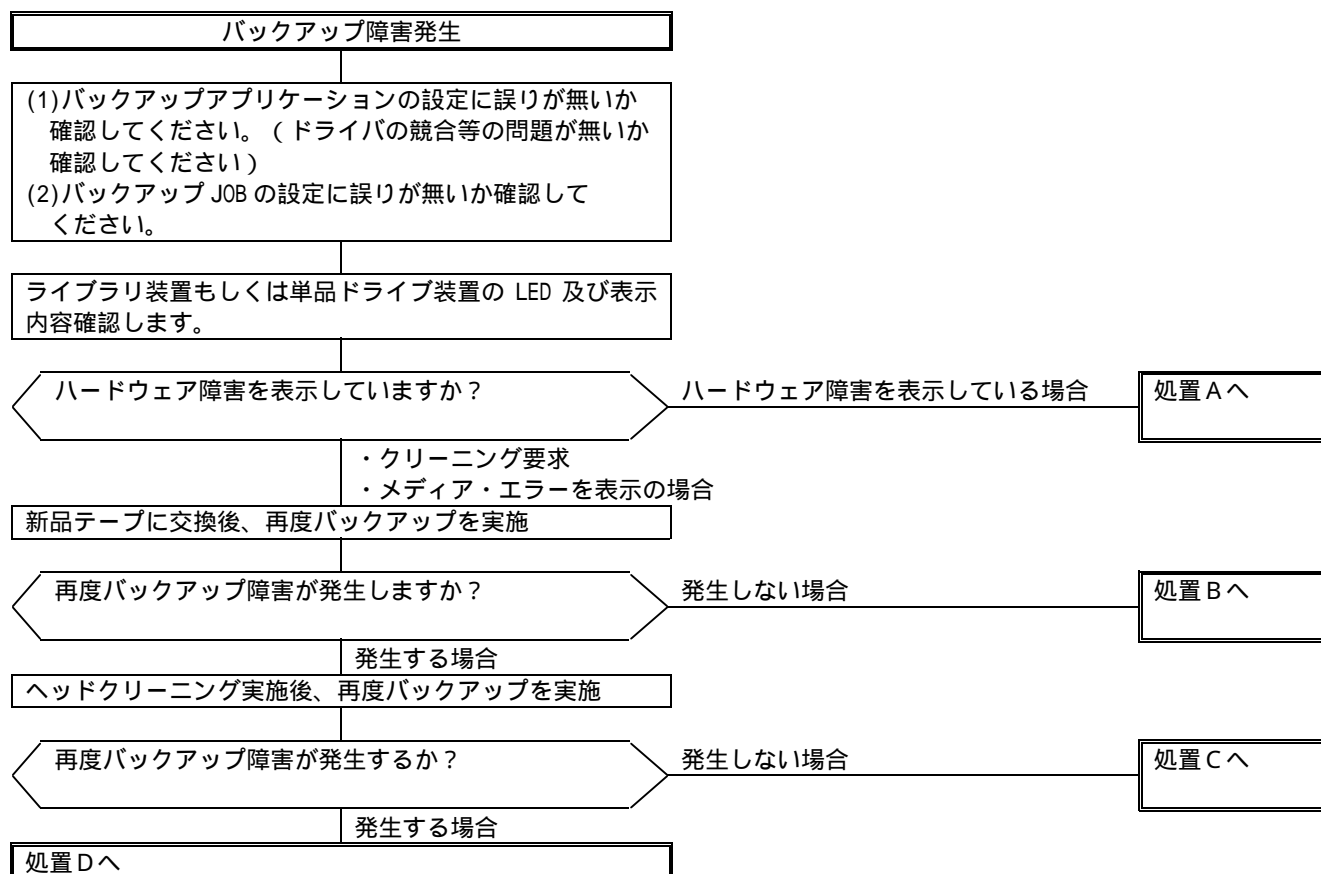 バックアップ障害発生
(1)バックアップアプリケーションの設定に誤りが無いか
確認してください。(ドライバの競合等の問題が無いか
確認してください)
(2)バックアップ JOB の設定に誤りが無いか確認して
ください。
ライブラリ装置もしくは単品ドライブ装置の LED 及び表示
内容確認します。
ハードウェア障害を表示していますか?
ハードウェア障害を表示している場合
処置Aへ
・クリーニング要求
・メディア・エラーを表示の場合
新品テープに交換後、再度バックアップを実施
再度バックアップ障害が発生しますか?
発生しない場合
処置Bへ
発生する場合
ヘッドクリーニング実施後、再度バックアップを実施
再度バックアップ障害が発生するか?
発生しない場合
処置Cへ
発生する場合
処置Dへ